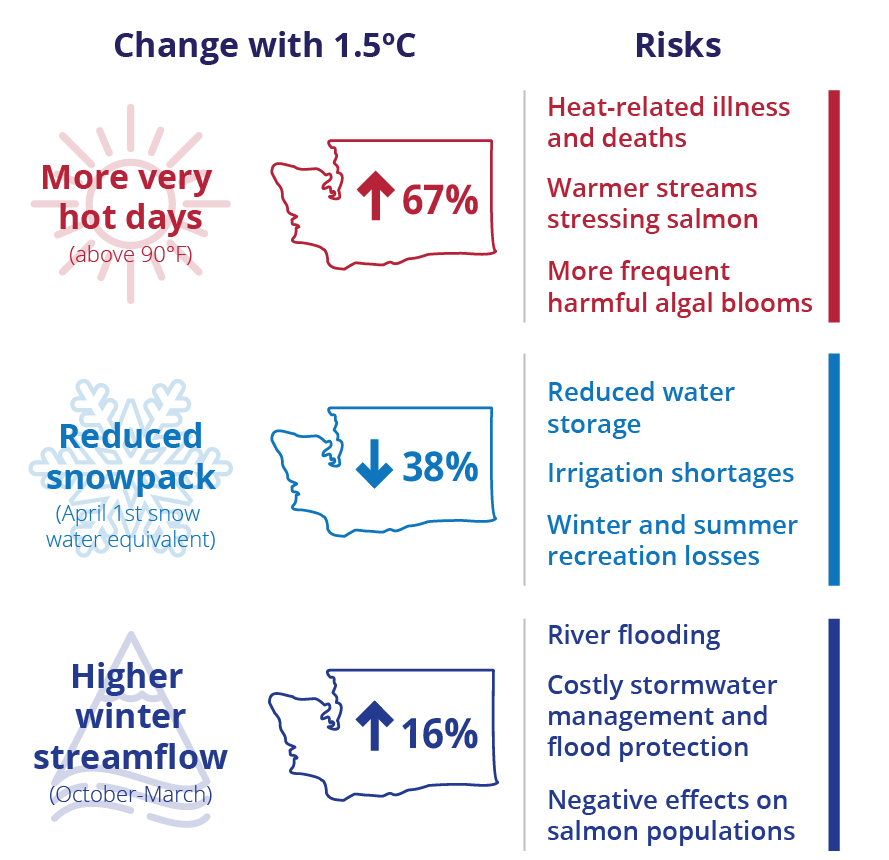 Change with 1.5ºC
Risks
More very
hot days
(above 90°F)
67%
Heat-related illness
and deaths
Warmer streams
stressing salmon
More frequent
harmful algal blooms
Reduced
snowpack
(April 1st snow
water equivalent)
38%
Reduced water
storage
Irrigation shortages
Winter and summer
recreation losses
Higher
winter
streamflow
(October-March)
16%
River flooding
Costly stormwater
management and
flood protection
Negative effects on
salmon populations